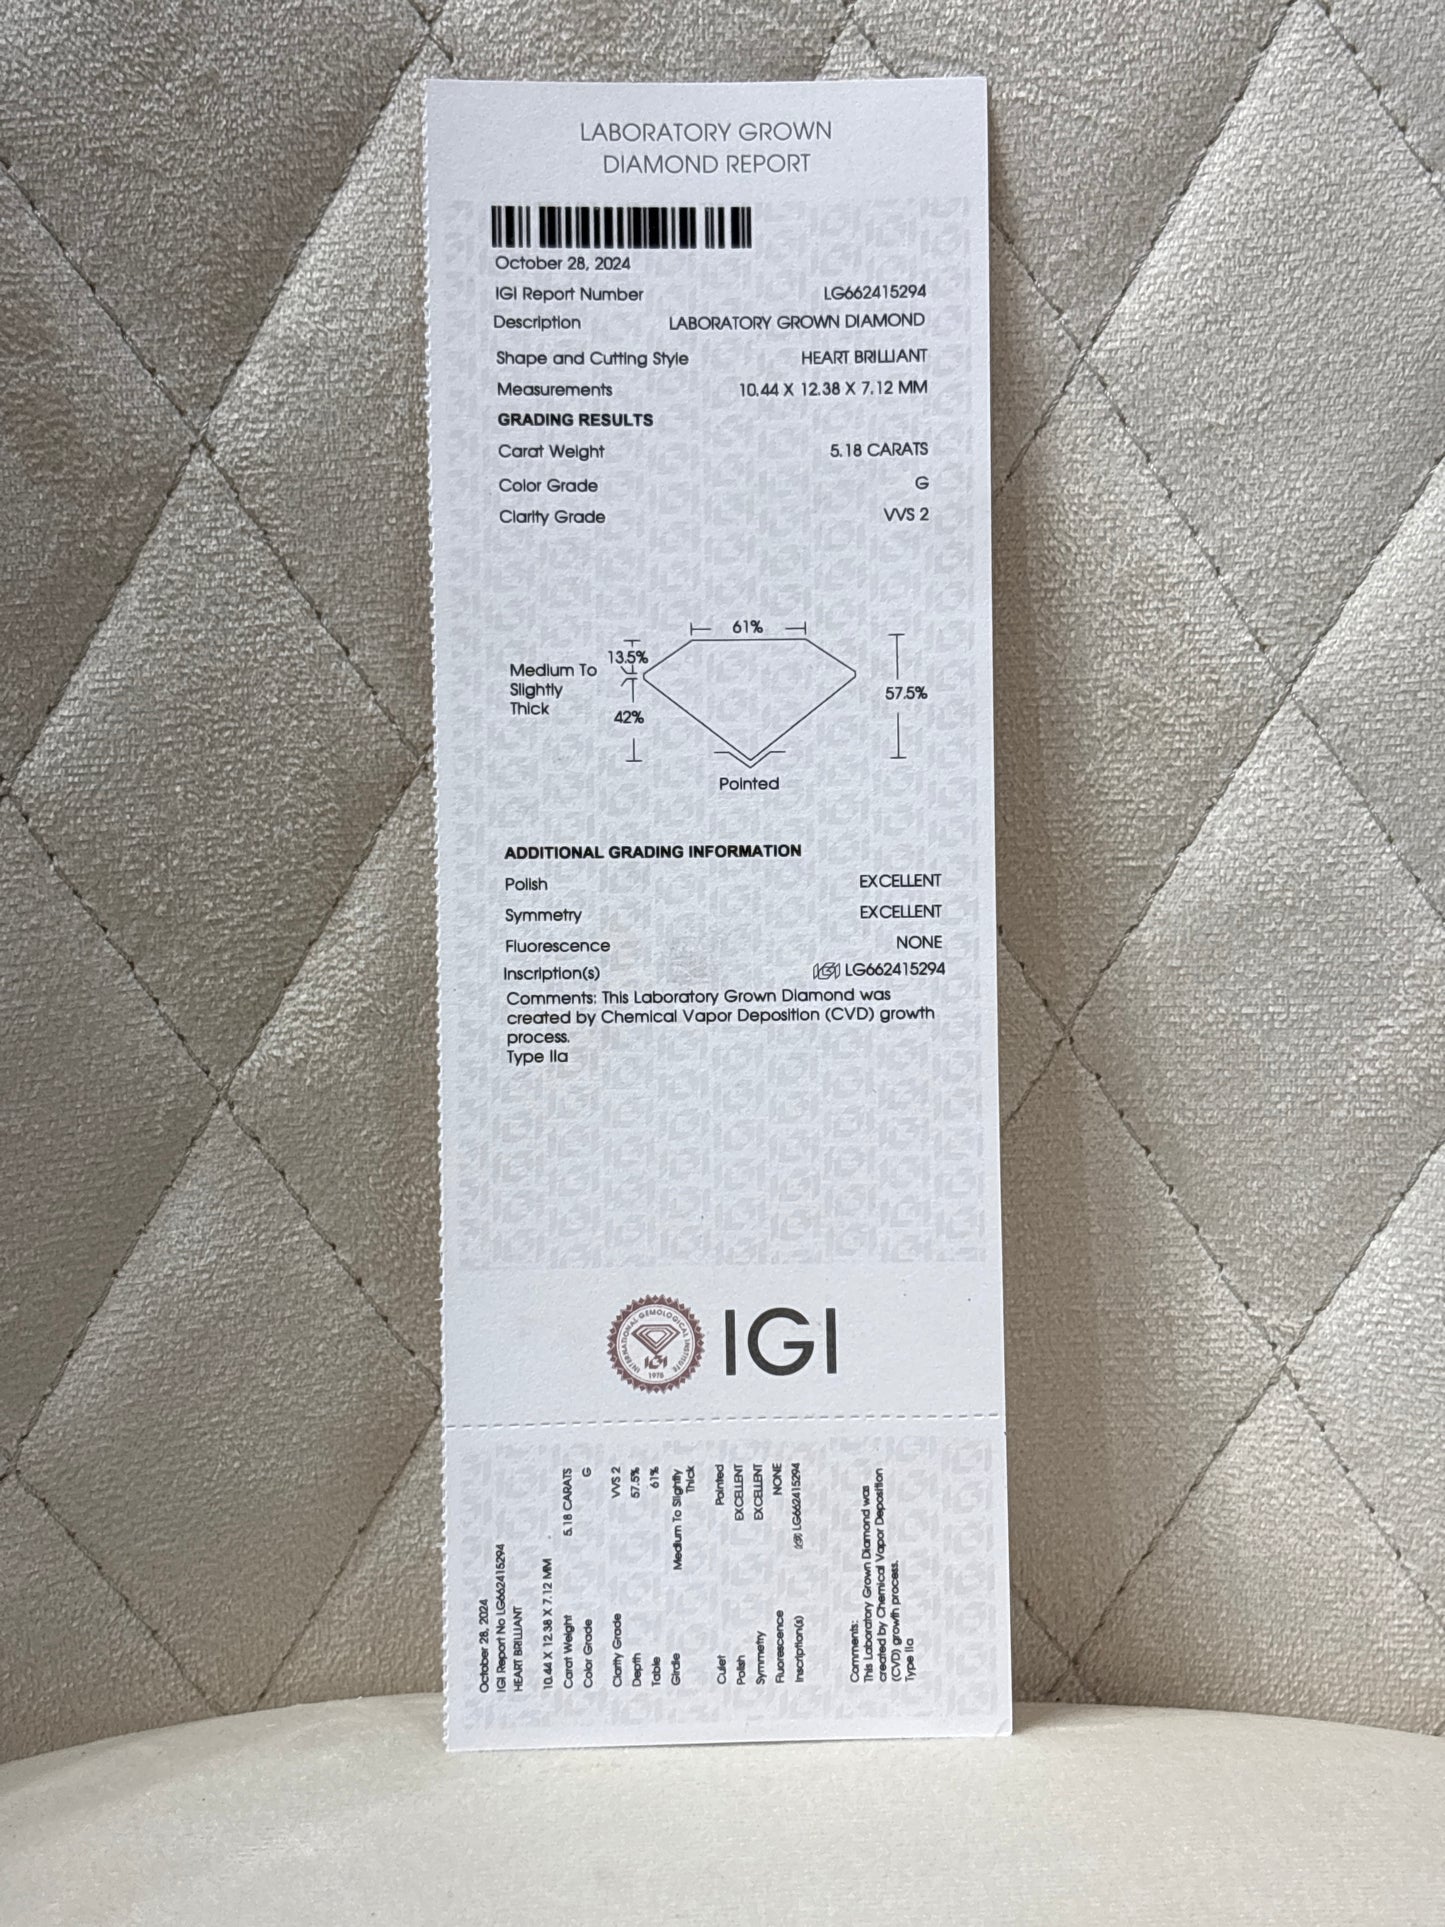 LABORATORY GROWN
DIAMOND REPORT
October 28, 2024
IGI Report Number LG662415294
Description LABORATORY GROWN DIAMOND
Shape and Cutting Style HEART BRILLIANT
Measurements 10.44 X 12.38 X 7.12 MM
GRADING RESULTS
Carat Weight 5.18 CARATS
Color Grade G
Clarity Grade VVS 2
61%
13.5%
Medium To
Slightly
Thick
42%
57.5%
Pointed
ADDITIONAL GRADING INFORMATION
Polish EXCELLENT
Symmetry EXCELLENT
Fluorescence NONE
Inscription(s) IGI LG662415294
Comments: This Laboratory Grown Diamond was
created by Chemical Vapor Deposition (CVD) growth
process.
Type IIa
INTERNATIONAL GEMOLOGICAL INSTITUTE
IGI
1975
IGI
October 28, 2024
IGI Report No LG662415294
HEART BRILLIANT
10.44 X 12.38 X 7.12 MM
Carat Weight 5.18 CARATS
Color Grade G
Clarity Grade VVS 2
Depth 57.5%
Table 61%
Girdle Medium To Slightly
Thick
Culet Pointed
Polish EXCELLENT
Symmetry EXCELLENT
Fluorescence NONE
Inscription(s) IGI LG662415294
Comments:
This Laboratory Grown Diamond was
created by Chemical Vapor Deposition
(CVD) growth process.
Type IIa